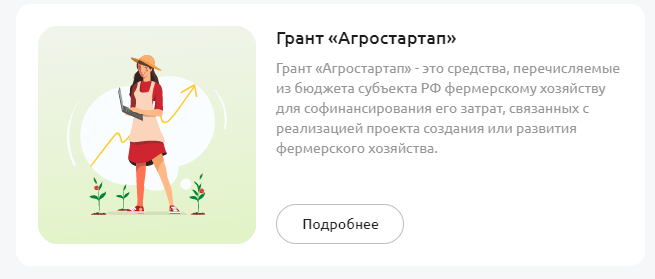 Грант «Агростартап»
Грант «Агростартап» - это средства, перечисляемые
из бюджета субъекта РФ фермерскому хозяйству
для софинансирования его затрат, связанных с
реализацией проекта создания или развития
фермерского хозяйства.
Подробнее